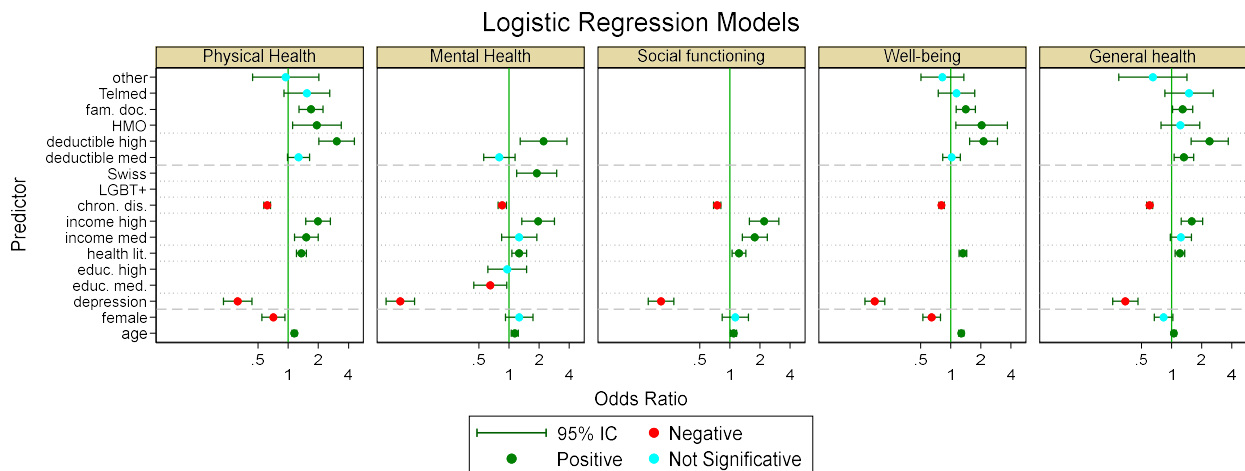 Logistic Regression Models
Physical Health Mental Health Social functioning Well-being General health
Predictor
other
Telmed
fam. doc.
HMO
deductible high
deductible med
Swiss
LGBT+
chron. dis.
income high
income med
health lit.
educ. high
educ. med.
depression
female
age
.5 1 2 4 .5 1 2 4 .5 1 2 4 .5 1 2 4 .5 1 2 4
Odds Ratio
95% IC Negative
Positive Not Significative